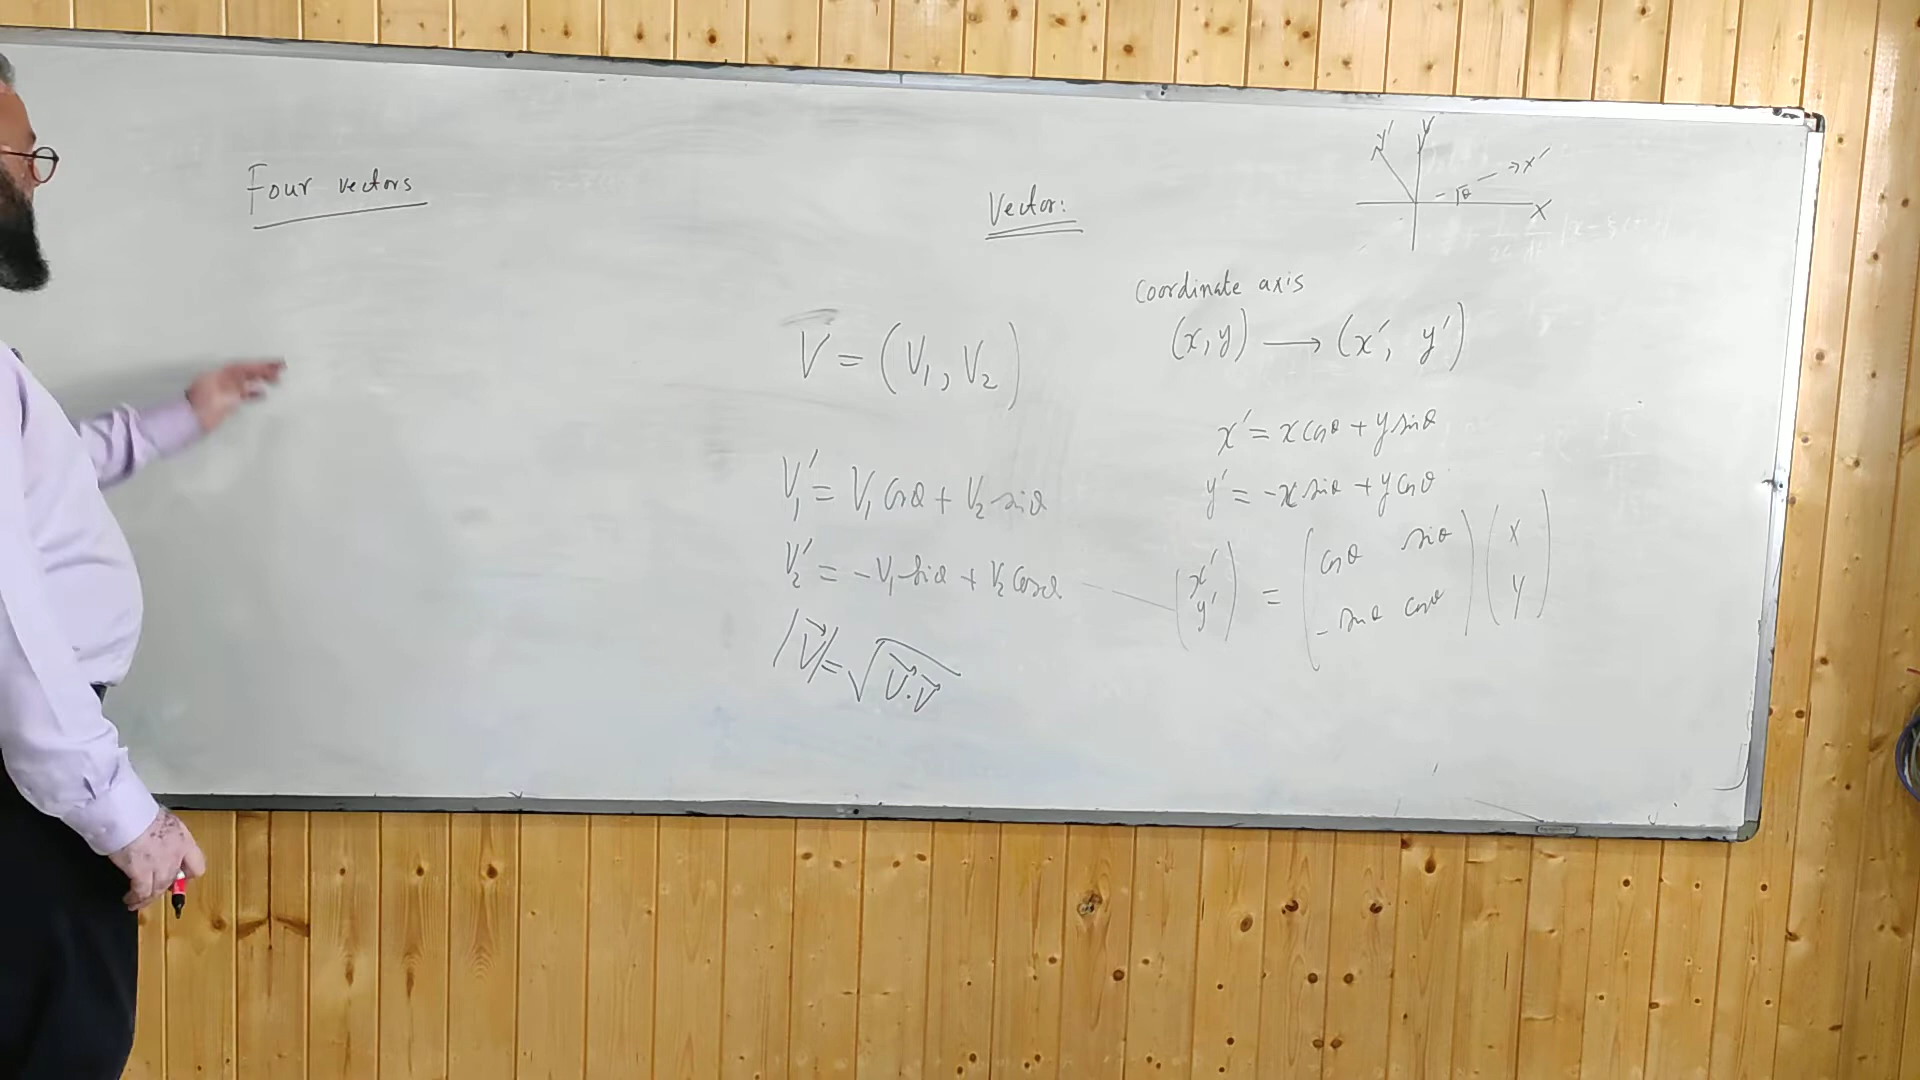 Four vectors
Vector:
y'
y
x'
θ
x
Coordinate axis
(x, y) ⟶ (x', y')
V = (V₁, V₂)
x' = x cosθ + y sinθ
y' = -x sinθ + y cosθ
V₁' = V₁ cosθ + V₂ sinθ
V₂' = -V₁ sinθ + V₂ cosθ
(x' y') = (cosθ sinθ -sinθ cosθ) (x y)
|V⃗| = √V⃗.V⃗